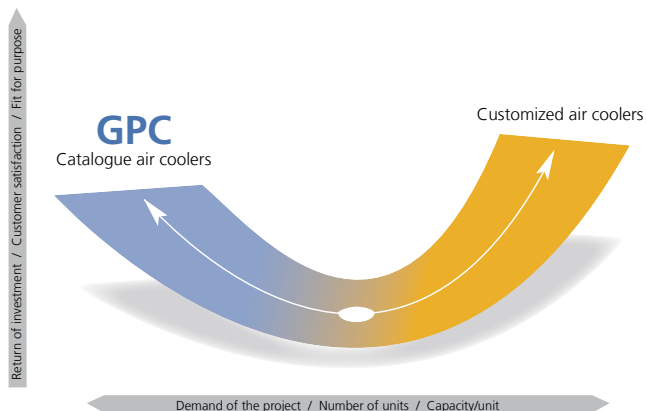 GPC
Catalogue air coolers
Customized air coolers
Return of investment / Customer satisfaction / Fit for purpose
Demand of the project / Number of units / Capacity/unit